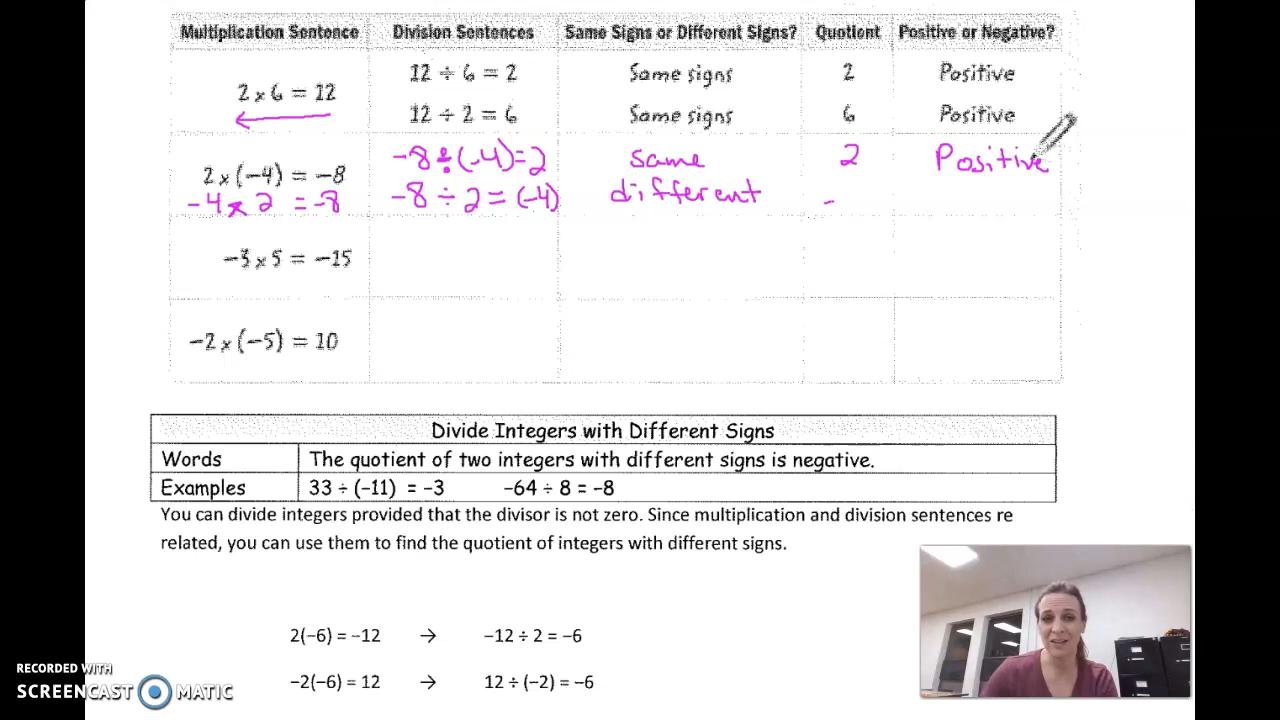 Multiplication Sentence Division Sentences Same Signs or Different Signs? Quotient Positive or Negative?
2 × 6 = 12 12 ÷ 6 = 2 Same signs 2 Positive
12 ÷ 2 = 6 Same signs 6 Positive
2 × (−4) = −8 −8 ÷ (−4) = 2 same 2 Positive
−4 × 2 = −8 −8 ÷ 2 = (−4) different −
−3 × 5 = −15
−2 × (−5) = 10
Divide Integers with Different Signs
Words The quotient of two integers with different signs is negative.
Examples 33 ÷ (−11) = −3 −64 ÷ 8 = −8
You can divide integers provided that the divisor is not zero. Since multiplication and division sentences re
related, you can use them to find the quotient of integers with different signs.
2(−6) = −12 → −12 ÷ 2 = −6
−2(−6) = 12 → 12 ÷ (−2) = −6
RECORDED WITH
SCREENCAST MATIC